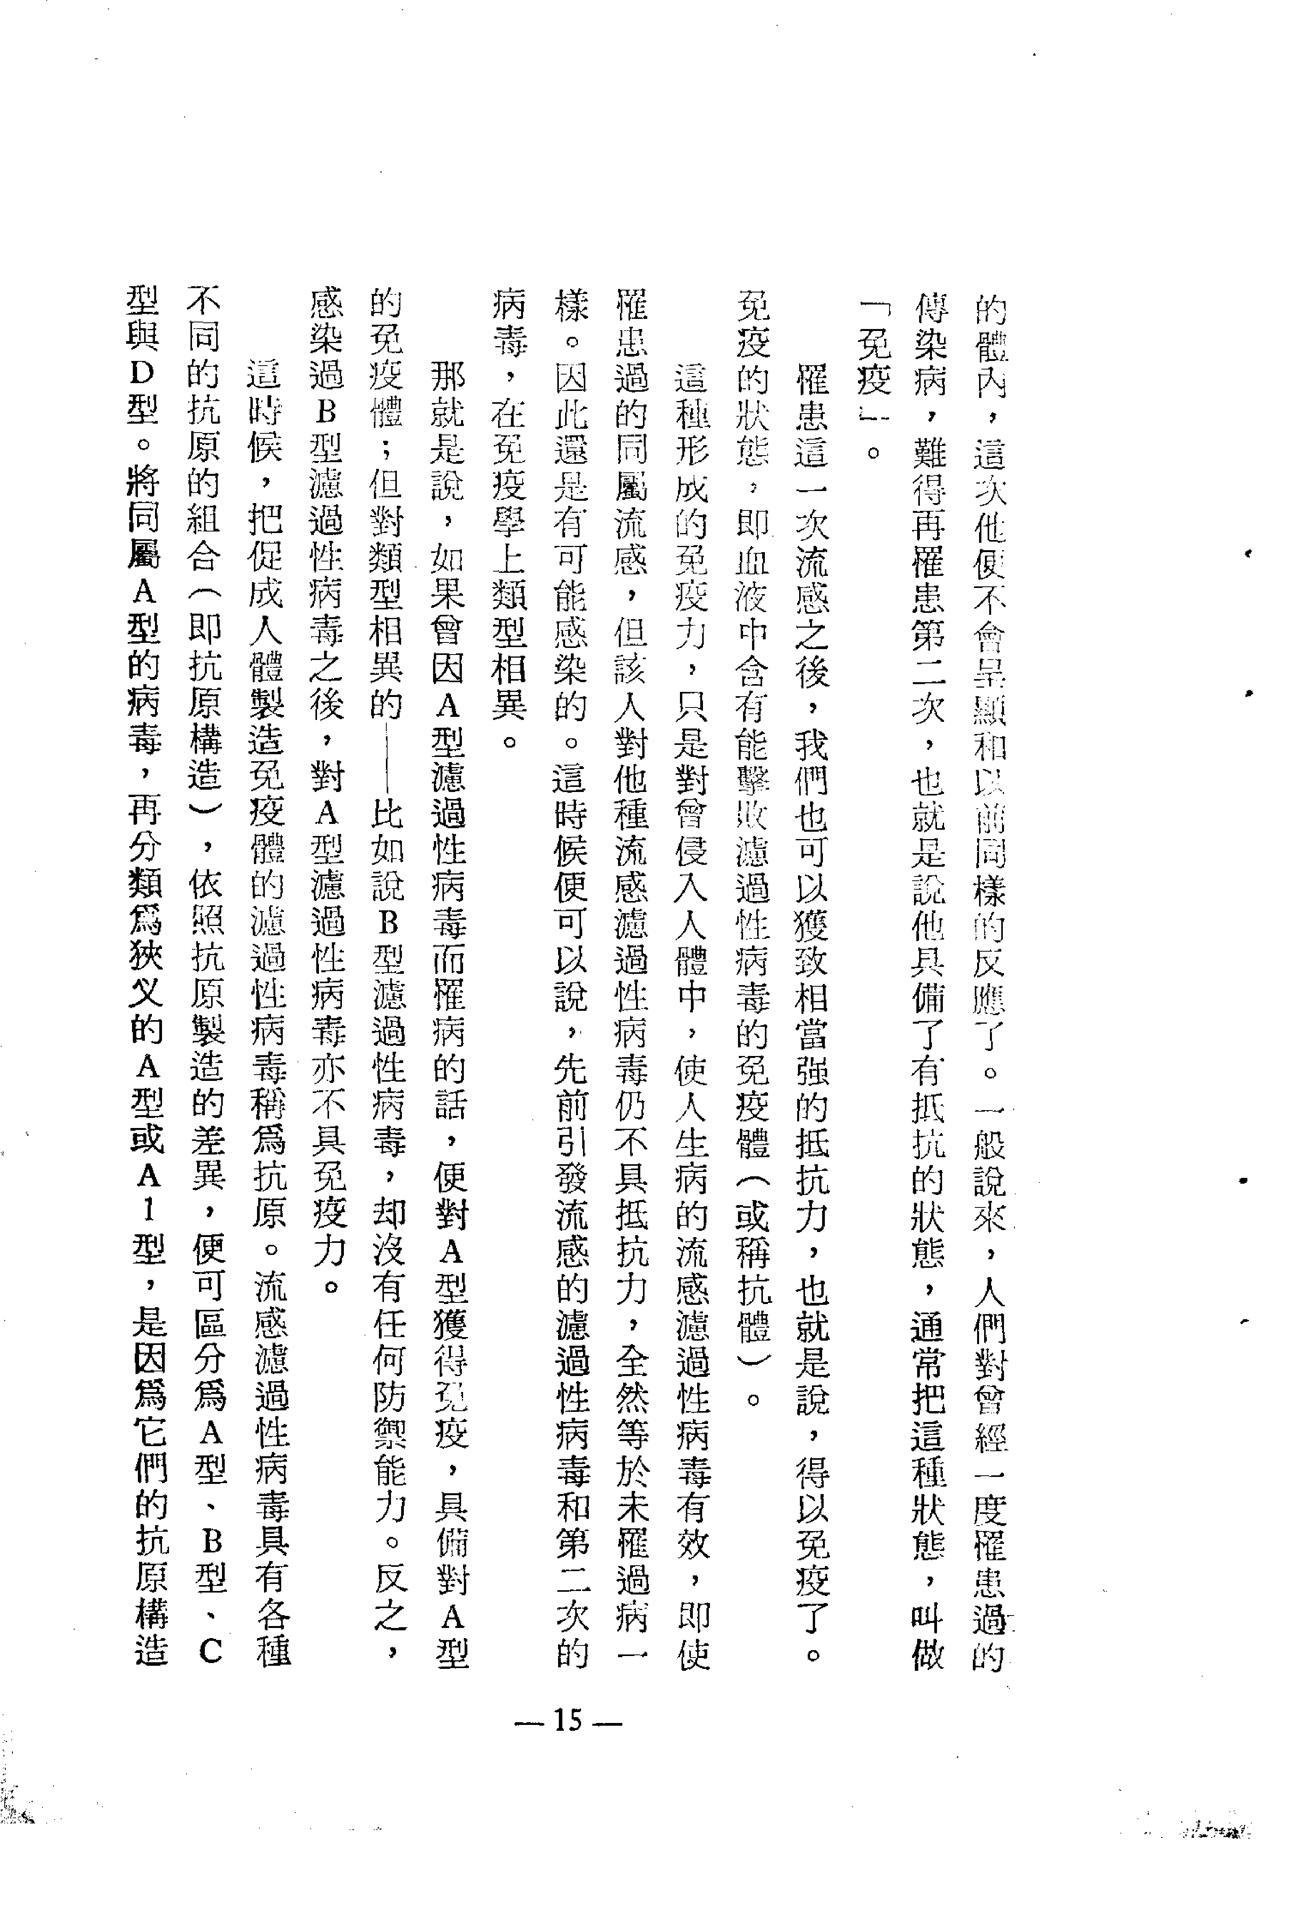 的體內，這次他便不會呈顯和以前同樣的反應了。一般說來，人們對曾經一度罹患過的
傳染病，難得再罹患第二次，也就是說他具備了有抵抗的狀態，通常把這種狀態，叫做
「免疫」。
罹患這一次流感之後，我們也可以獲致相當强的抵抗力，也就是說，得以免疫了。
免疫的狀態，即血液中含有能擊敗濾過性病毒的免疫體（或稱抗體）。
這種形成的免疫力，只是對曾侵入人體中，使人生病的流感濾過性病毒有效，即使
罹患過的同屬流感，但該人對他種流感濾過性病毒仍不具抵抗力，全然等於未罹過病一
樣。因此還是有可能感染的。這時候便可以說，先前引發流感的濾過性病毒和第二次的
病毒，在免疫學上類型相異。
那就是說，如果曾因A型濾過性病毒而罹病的話，便對A型獲得免疫，具備對A型
的免疫體；但對類型相異的——比如說B型濾過性病毒，却沒有任何防禦能力。反之，
感染過B型濾過性病毒之後，對A型濾過性病毒亦不具免疫力。
這時候，把促成人體製造免疫體的濾過性病毒稱爲抗原。流感濾過性病毒具有各種
不同的抗原的組合（即抗原構造），依照抗原製造的差異，便可區分爲A型、B型、C
型與D型。將同屬A型的病毒，再分類爲狹义的A型或A1型，是因爲它們的抗原構造
—15—